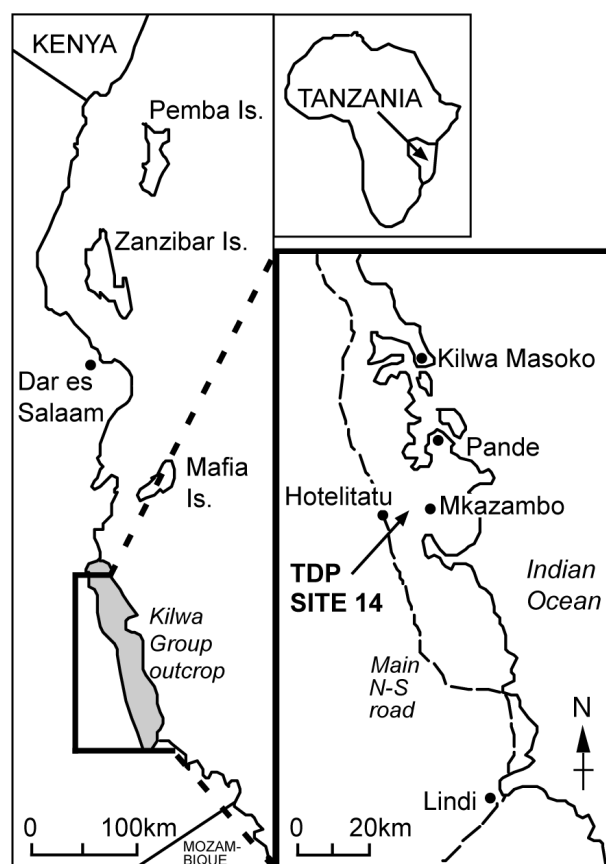 KENYA
Pemba Is.
Zanzibar Is.
Dar es
Salaam
Mafia
Is.
Kilwa
Group
outcrop
0 100km
MOZAM-
BIQUE
TANZANIA
Kilwa Masoko
Pande
Hotelitatu
Mkazambo
TDP
SITE 14
Indian
Ocean
Main
N-S
road
N
Lindi
0 20km